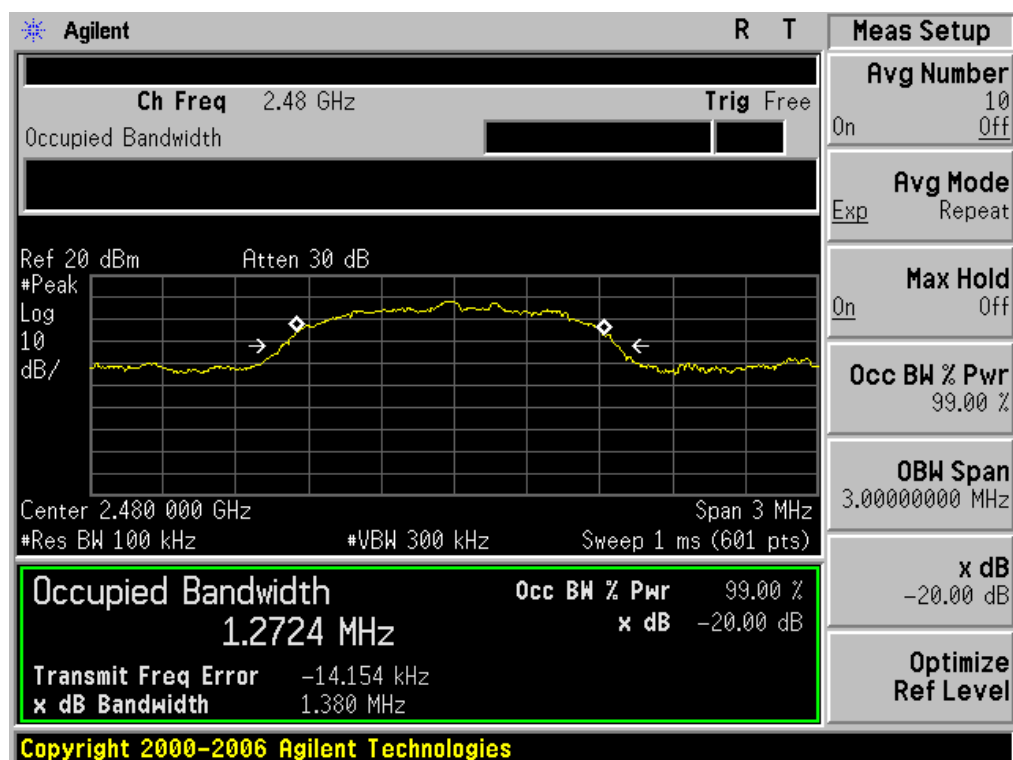 Agilent R T
Ch Freq 2.48 GHz Trig Free
Occupied Bandwidth
Ref 20 dBm Atten 30 dB
#Peak
Log
10
dB/
Center 2.480 000 GHz Span 3 MHz
#Res BW 100 kHz #VBW 300 kHz Sweep 1 ms (601 pts)
Occupied Bandwidth
1.2724 MHz
Occ BW % Pwr 99.00 %
x dB -20.00 dB
Transmit Freq Error -14.154 kHz
x dB Bandwidth 1.380 MHz
Copyright 2000-2006 Agilent Technologies
Meas Setup
Avg Number
10
On Off
Avg Mode
Exp Repeat
Max Hold
On Off
Occ BW % Pwr
99.00 %
OBW Span
3.00000000 MHz
x dB
-20.00 dB
Optimize
Ref Level